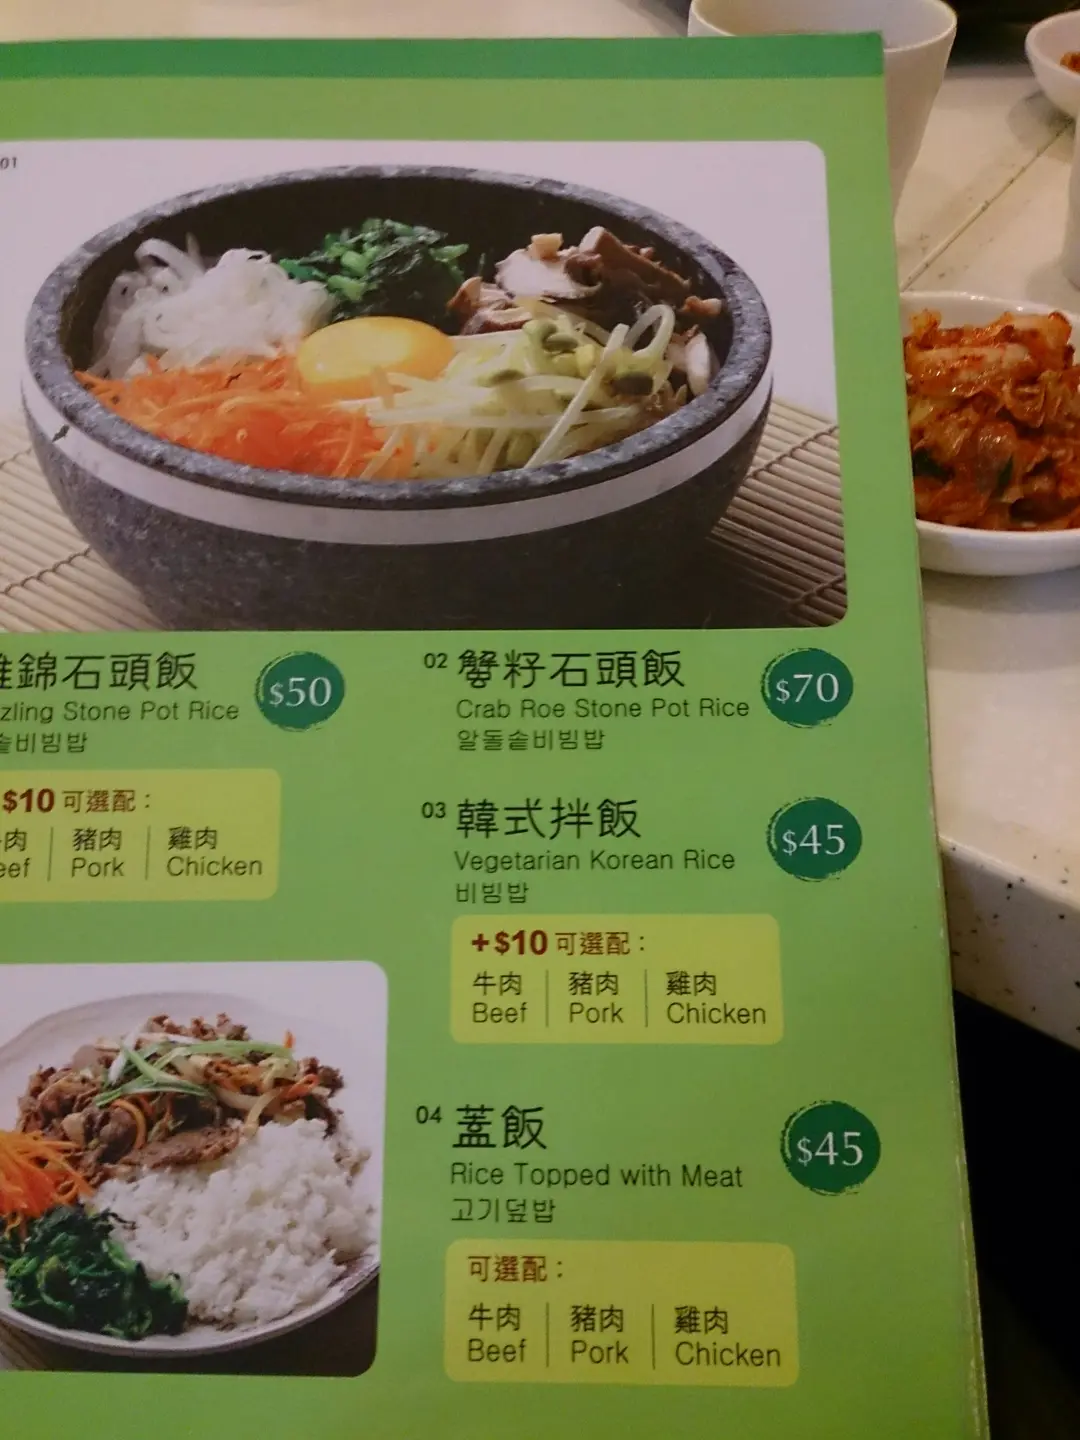 01
錦石頭飯 $50
zling Stone Pot Rice
비빔밥
$10 可選配：
肉 | 豬肉 | 雞肉
eef | Pork | Chicken
02 蟹籽石頭飯 $70
Crab Roe Stone Pot Rice
알돌솥비빔밥
03 韓式拌飯 $45
Vegetarian Korean Rice
비빔밥
+$10 可選配：
牛肉 | 豬肉 | 雞肉
Beef | Pork | Chicken
04 蓋飯 $45
Rice Topped with Meat
고기덮밥
可選配：
牛肉 | 豬肉 | 雞肉
Beef | Pork | Chicken